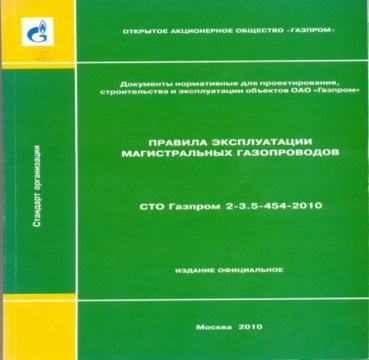 ОТКРЫТОЕ АКЦИОНЕРНОЕ ОБЩЕСТВО «ГАЗПРОМ»
Документы нормативные для проектирования,
строительства и эксплуатации объектов ОАО «Газпром»
ПРАВИЛА ЭКСПЛУАТАЦИИ
МАГИСТРАЛЬНЫХ ГАЗОПРОВОДОВ
СТО Газпром 2-3.5-454-2010
ИЗДАНИЕ ОФИЦИАЛЬНОЕ
Москва 2010
Стандарт организации